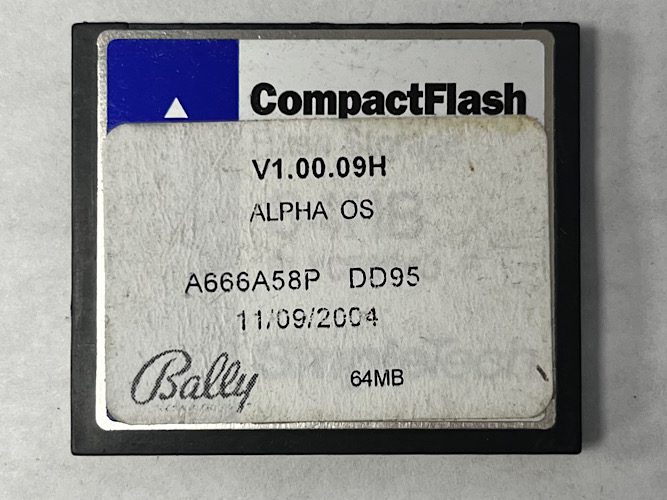 CompactFlash
V1.00.09H
ALPHA OS
A666A58P DD95
11/09/2004
Bally
64MB